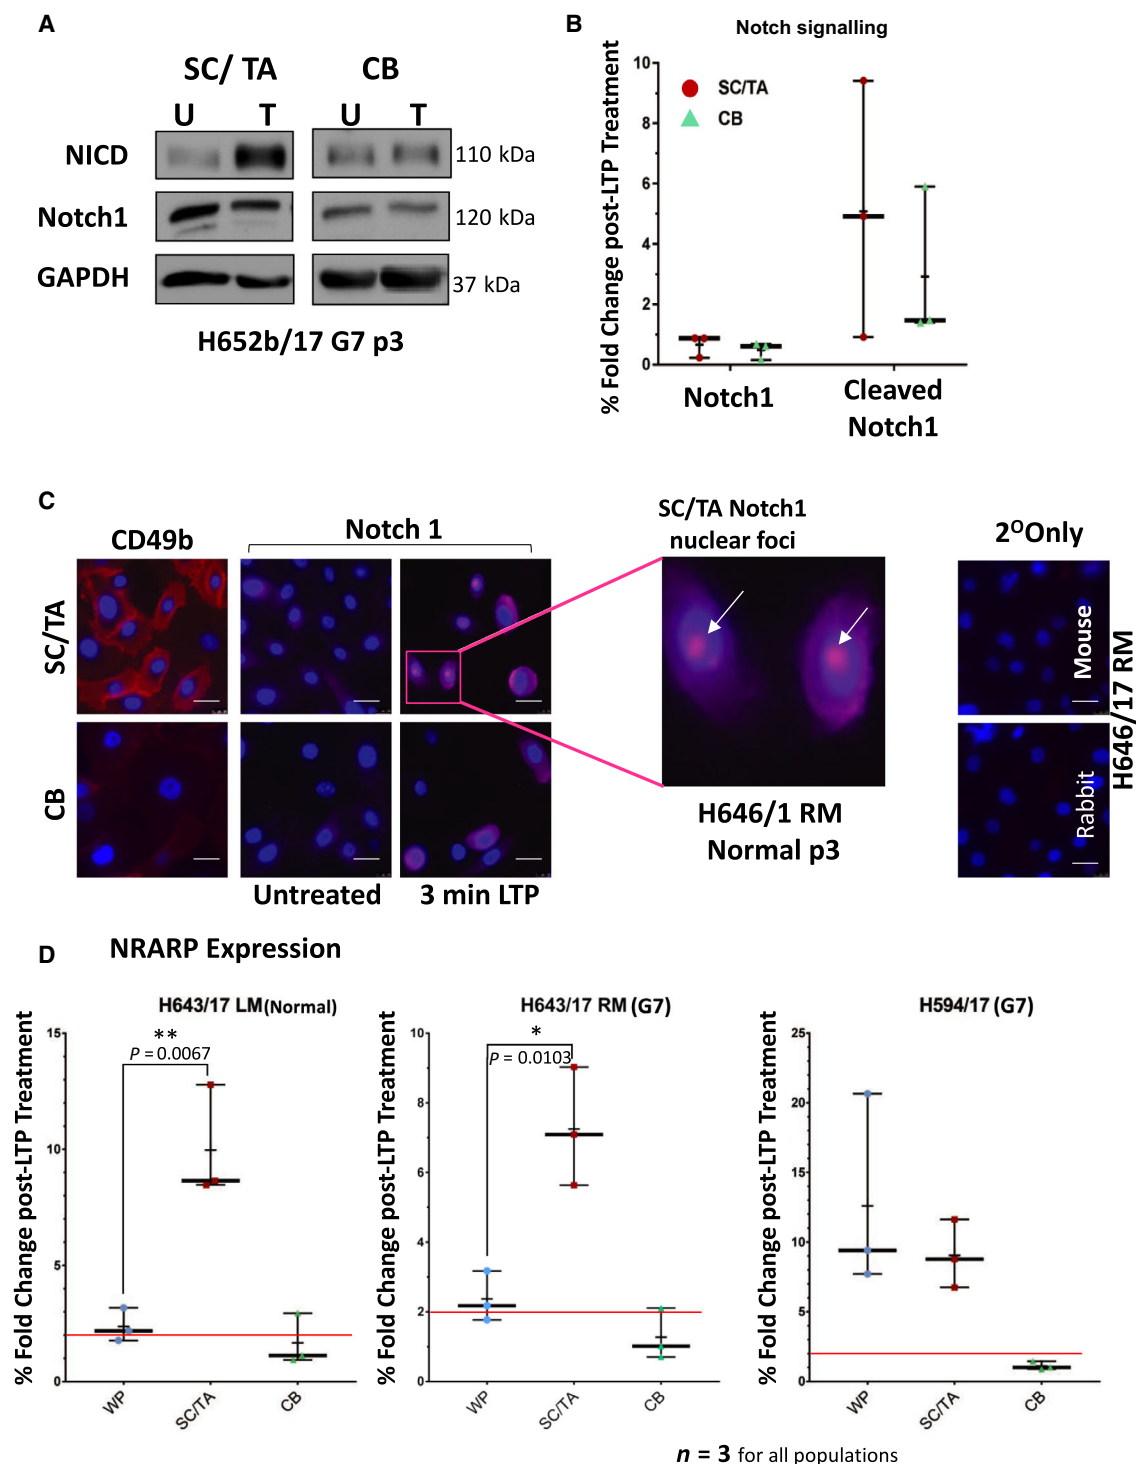 A
SC/ TA
CB
U T U T
NICD
110 kDa
Notch1
120 kDa
GAPDH
37 kDa
H652b/17 G7 p3
B
Notch signalling
% Fold Change post-LTP Treatment
10
8
6
4
2
0
SC/TA
CB
Notch1
Cleaved
Notch1
C
CD49b
Notch 1
SC/TA Notch1
nuclear foci
2ᴼOnly
SC/TA
CB
Untreated
3 min LTP
H646/1 RM
Normal p3
Mouse
Rabbit
H646/17 RM
D
NRARP Expression
H643/17 LM(Normal)
% Fold Change post-LTP Treatment
15
10
5
0
**
P = 0.0067
WP
SC/TA
CB
H643/17 RM (G7)
% Fold Change post-LTP Treatment
10
8
6
4
2
0
*
P = 0.0103
WP
SC/TA
CB
H594/17 (G7)
% Fold Change post-LTP Treatment
25
20
15
10
5
0
WP
SC/TA
CB
n = 3 for all populations